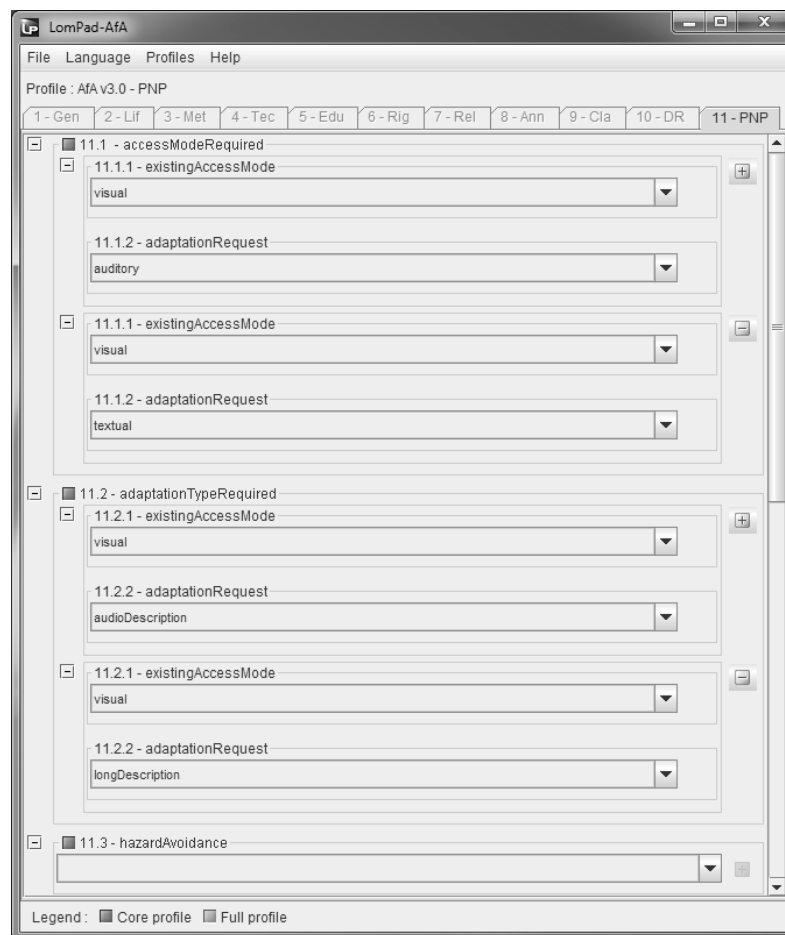 LomPad-AfA
File Language Profiles Help
Profile : AfA v3.0 - PNP
1 - Gen 2 - Lif 3 - Met 4 - Tec 5 - Edu 6 - Rig 7 - Rel 8 - Ann 9 - Cla 10 - DR 11 - PNP
11.1 - accessModeRequired
11.1.1 - existingAccessMode
visual
11.1.2 - adaptationRequest
auditory
11.1.1 - existingAccessMode
visual
11.1.2 - adaptationRequest
textual
11.2 - adaptationTypeRequired
11.2.1 - existingAccessMode
visual
11.2.2 - adaptationRequest
audioDescription
11.2.1 - existingAccessMode
visual
11.2.2 - adaptationRequest
longDescription
11.3 - hazardAvoidance
Legend : Core profile Full profile